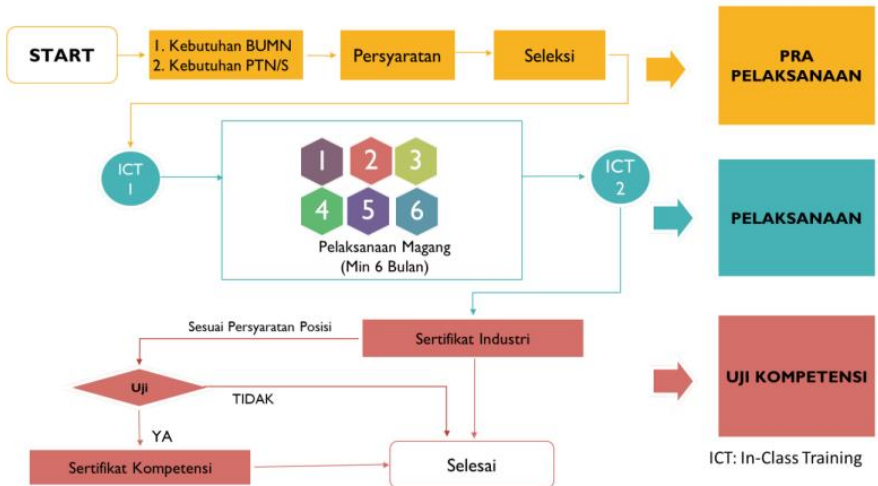 START
1. Kebutuhan BUMN
2. Kebutuhan PTN/S
Persyaratan
Seleksi
PRA
PELAKSANAAN
ICT
1
1
2
3
4
5
6
Pelaksanaan Magang
(Min 6 Bulan)
ICT
2
PELAKSANAAN
Sesuai Persyaratan Posisi
Sertifikat Industri
UJI KOMPETENSI
Uji
TIDAK
YA
Sertifikat Kompetensi
Selesai
ICT: In-Class Training